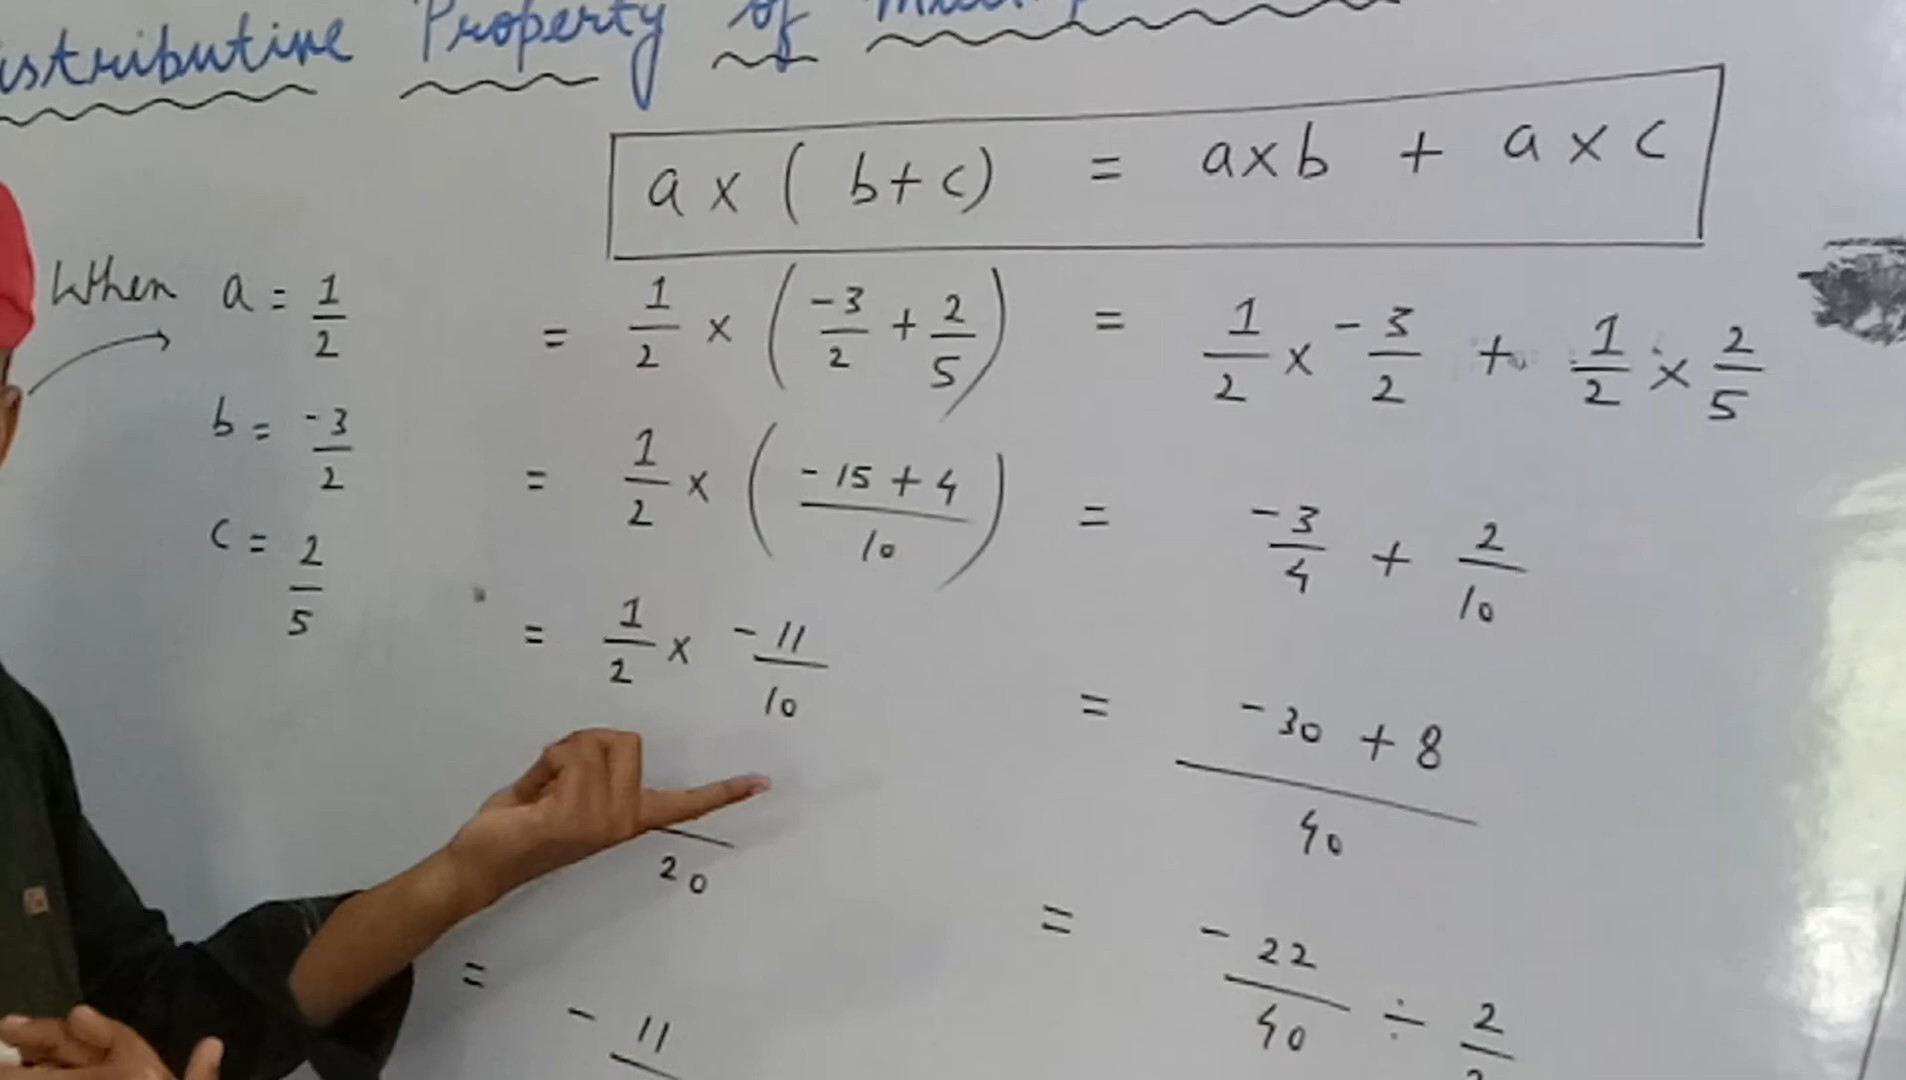 istributive Property of
a × ( b+c) = a×b + a × c
When a = 1/2
b = -3/2
c = 2/5
= 1/2 × (-3/2 + 2/5) = 1/2 × -3/2 + 1/2 × 2/5
= 1/2 × (-15 + 4/10) = -3/4 + 2/10
= 1/2 × -11/10
= -30 + 8/40
20
= -22/40 ÷ 2
= -11